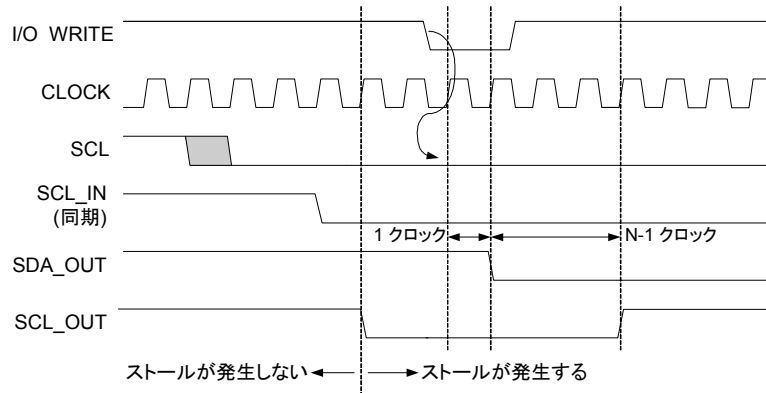 I/O WRITE
CLOCK
SCL
SCL_IN
(同期)
1 クロック
N-1 クロック
SDA_OUT
SCL_OUT
ストールが発生しない
ストールが発生する